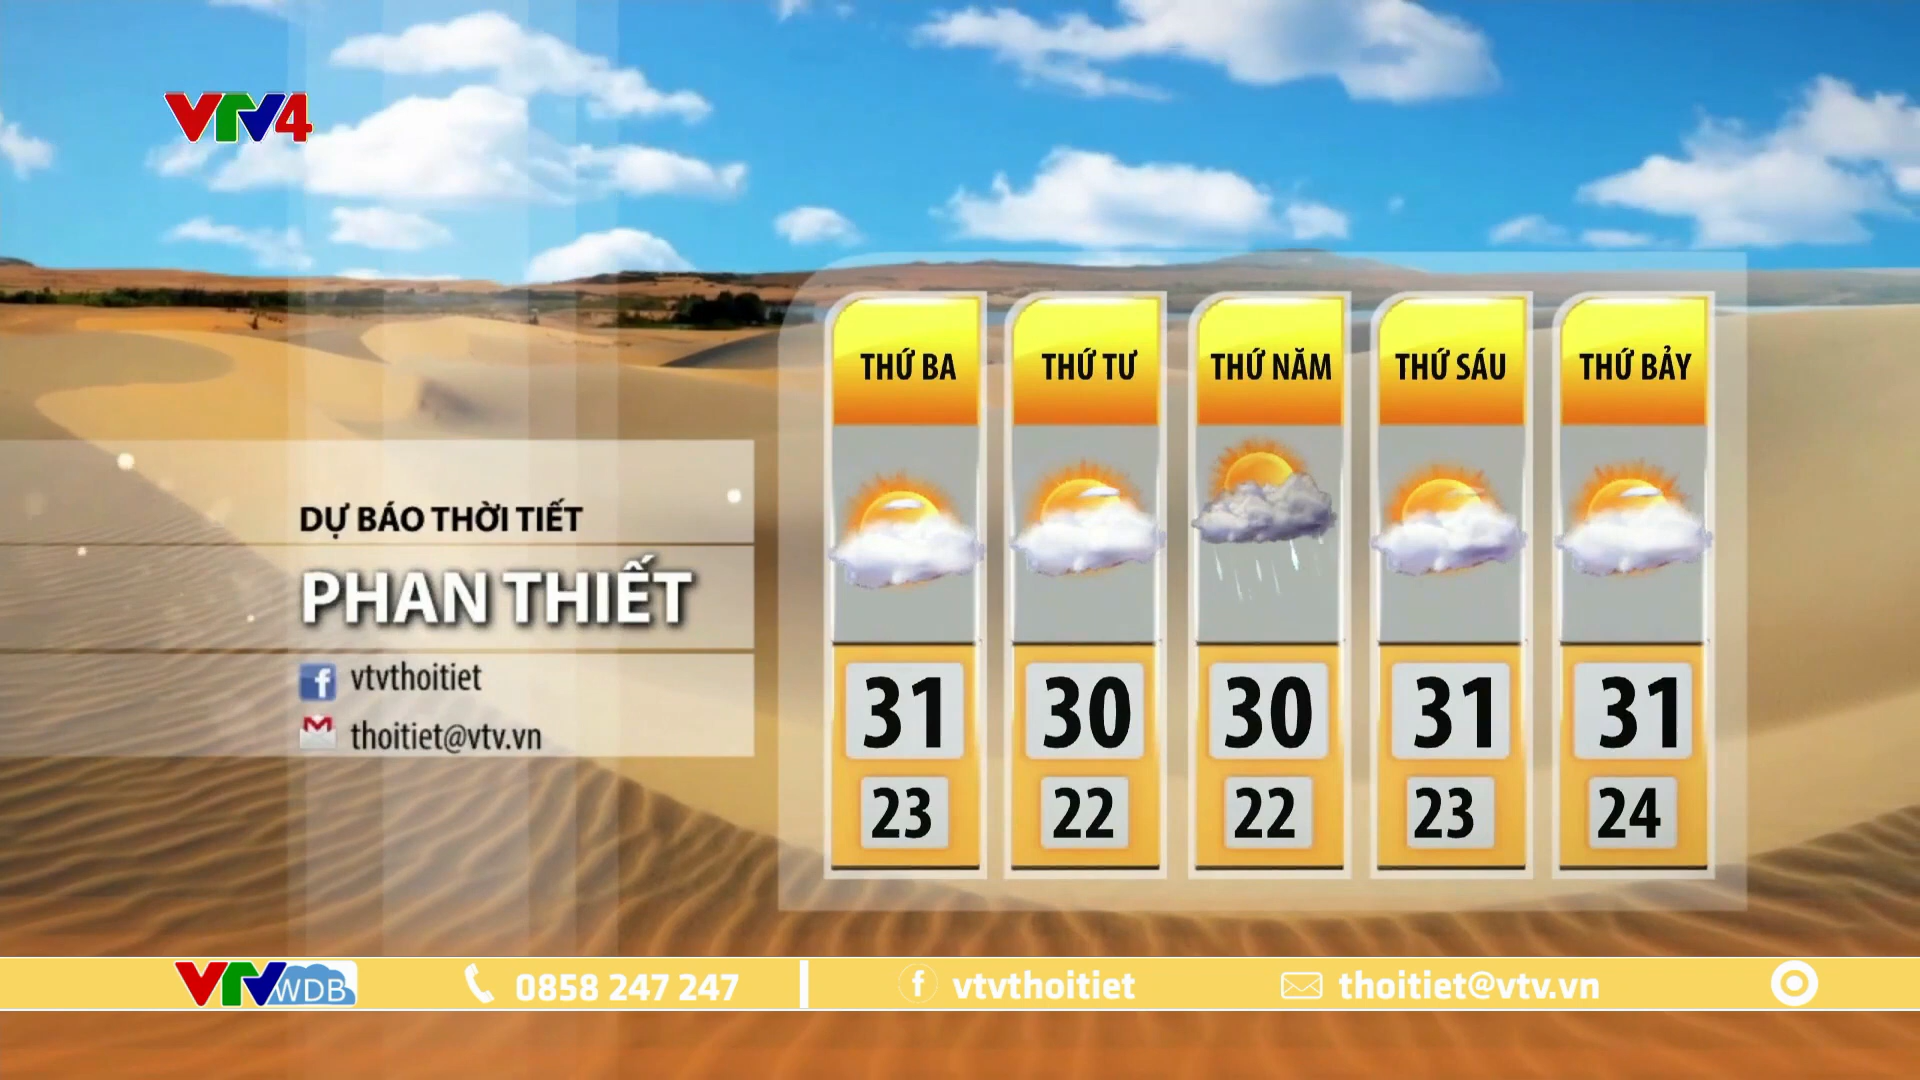 VTV4
DỰ BÁO THỜI TIẾT
PHAN THIẾT
vtvthoitiet
thoitiet@vtv.vn
THỨ BA THỨ TƯ THỨ NĂM THỨ SÁU THỨ BẢY
31 30 30 31 31
23 22 22 23 24
VTV WDB 0858 247 247 vtvthoitiet thoitiet@vtv.vn